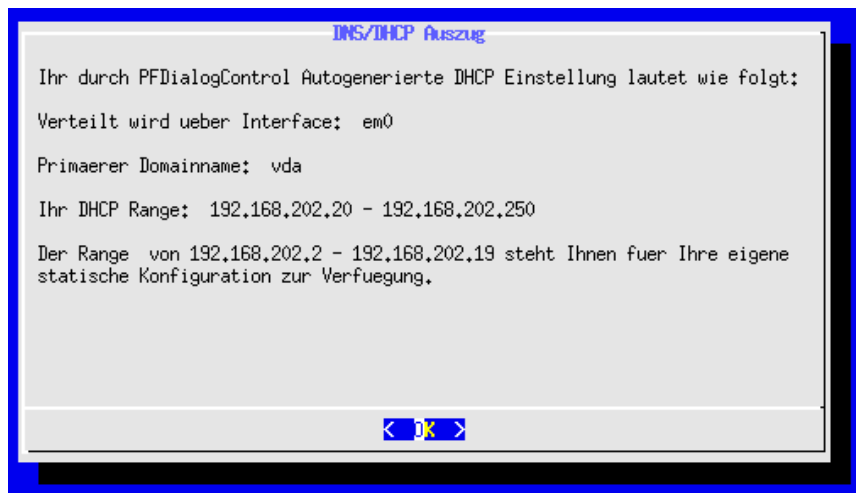 DNS/DHCP Auszug
Ihr durch PFDialogControl Autogenerierte DHCP Einstellung lautet wie folgt:
Verteilt wird ueber Interface: em0
Primaerer Domainname: vda
Ihr DHCP Range: 192.168.202.20 - 192.168.202.250
Der Range von 192.168.202.2 - 192.168.202.19 steht Ihnen fuer Ihre eigene
statische Konfiguration zur Verfuegung.
< OK >